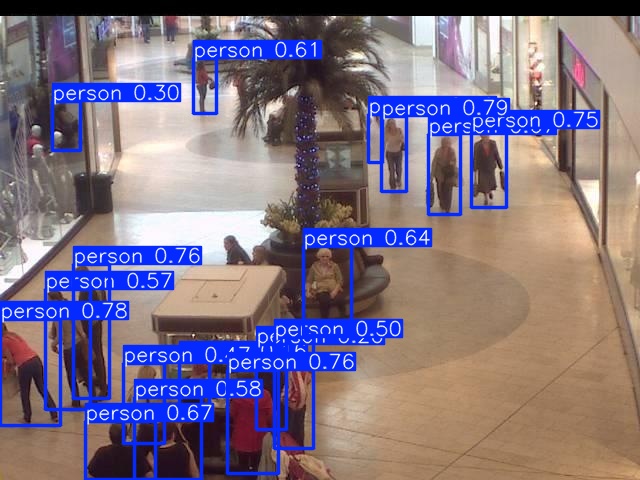 person 0.61
person 0.30
person 0.79
person 0.75
person 0.64
person 0.76
person 0.57
person 0.78
person 0.50
person 0.76
person 0.58
person 0.67